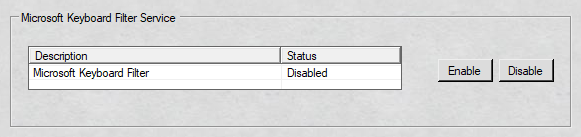 Microsoft Keyboard Filter Service
Description Status
Microsoft Keyboard Filter Disabled
Enable Disable